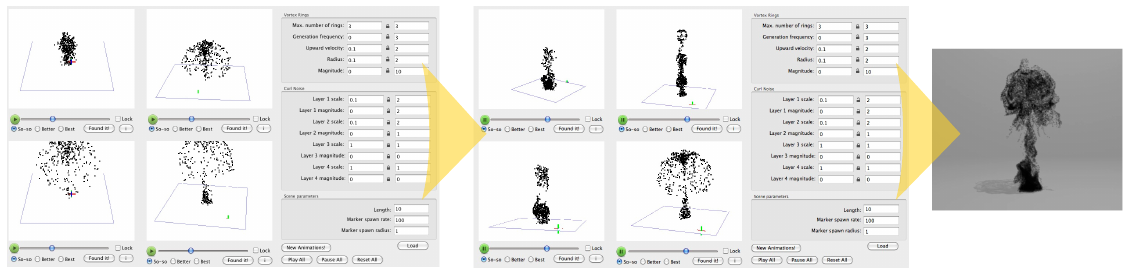 Vortex Rings
Max. number of rings: 3 3
Generation frequency: 0 3
Upward velocity: 0.1 2
Radius: 0.1 2
Magnitude: 0 10
Curl Noise
Layer 1 scale: 0.1 2
Layer 1 magnitude: 0 2
Layer 2 scale: 0.1 2
Layer 2 magnitude: 0 1
Layer 3 scale: 1 1
Layer 3 magnitude: 0 0
Layer 4 scale: 1 1
Layer 4 magnitude: 0 0
Scene parameters
Length: 10
Marker spawn rate: 100
Marker spawn radius: 1
New Animations! Load
Play All Pause All Reset All
Lock Lock
So-so Better Best Found it! i So-so Better Best Found it! i
Lock Lock
So-so Better Best Found it! i So-so Better Best Found it! i
Vortex Rings
Max. number of rings: 3 3
Generation frequency: 0 3
Upward velocity: 0.1 2
Radius: 0.1 2
Magnitude: 0 10
Curl Noise
Layer 1 scale: 0.1 2
Layer 1 magnitude: 0 2
Layer 2 scale: 0.1 2
Layer 2 magnitude: 0 1
Layer 3 scale: 1 1
Layer 3 magnitude: 0 0
Layer 4 scale: 1 1
Layer 4 magnitude: 0 0
Scene parameters
Length: 10
Marker spawn rate: 100
Marker spawn radius: 1
New Animations! Load
Play All Pause All Reset All
Lock Lock
So-so Better Best Found it! i So-so Better Best Found it! i
Lock Lock
So-so Better Best Found it! i So-so Better Best Found it! i